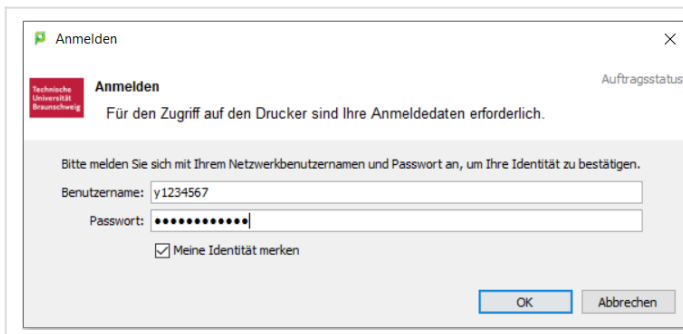 Anmelden
Auftragsstatus
Technische
Universität
Braunschweig
Anmelden
Für den Zugriff auf den Drucker sind Ihre Anmeldedaten erforderlich.
Bitte melden Sie sich mit Ihrem Netzwerkbenutzernamen und Passwort an, um Ihre Identität zu bestätigen.
Benutzername: y1234567
Passwort: ••••••••••••
Meine Identität merken
OK Abbrechen